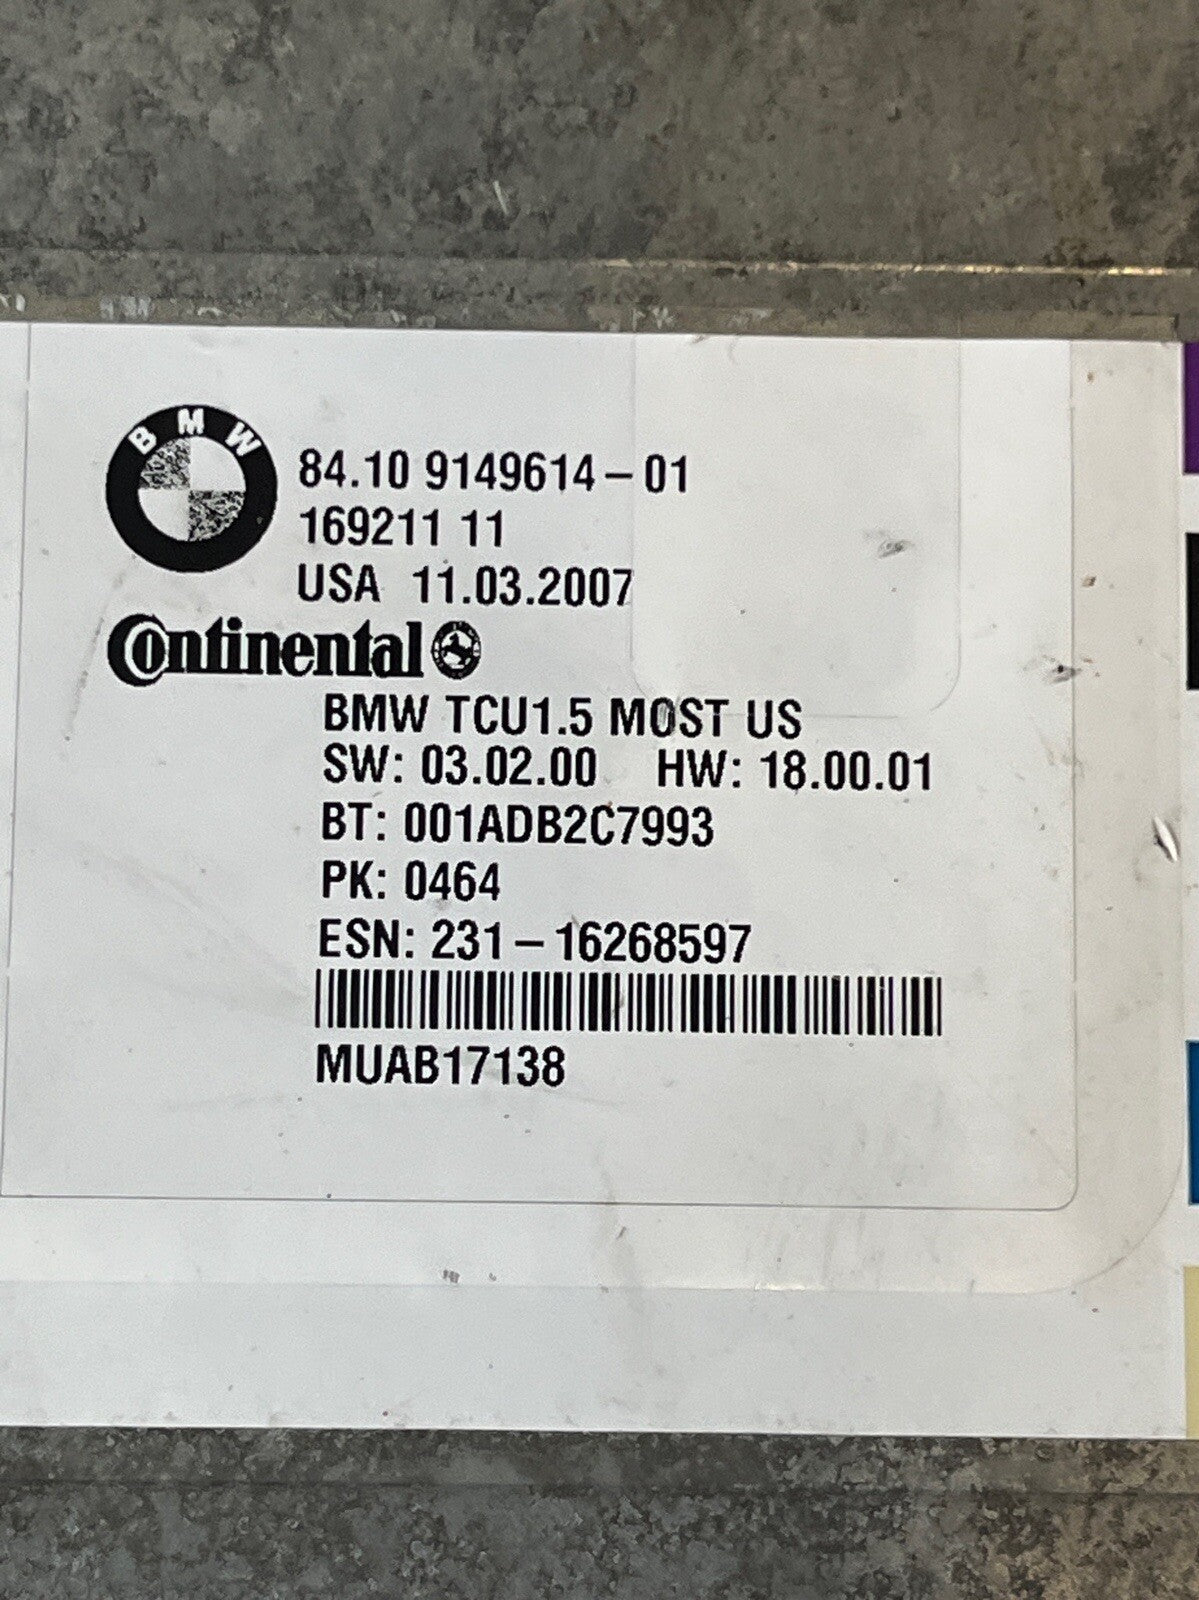 BMW
84.10 9149614-01
169211 11
USA 11.03.2007
Continental
BMW TCU1.5 MOST US
SW: 03.02.00 HW: 18.00.01
BT: 001ADB2C7993
PK: 0464
ESN: 231-16268597
MUAB17138